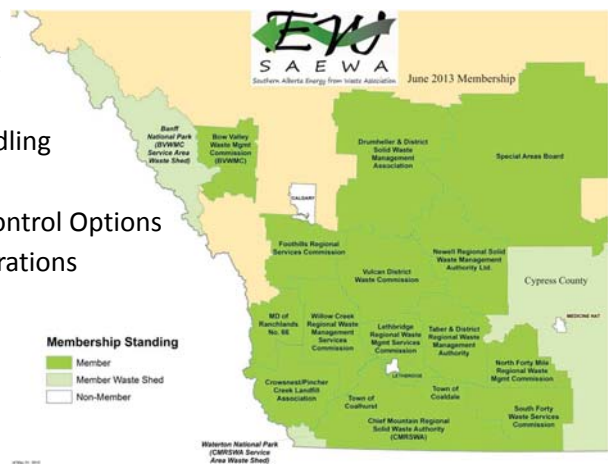 EW
SAEWA
Southern Alberta Energy from Waste Association
June 2013 Membership
dling
ontrol Options
rations
Banff
National Park
(BVWMC
Service Area
Waste Shed)
Bow Valley
Waste Mgmt
Commission
(BVWMC)
Drumheller & District
Solid Waste
Management
Association
Special Areas Board
CALGARY
Foothills Regional
Services Commission
Vulcan District
Waste Commission
Newell Regional Solid
Waste Management
Authority Ltd.
Cypress County
MEDICINE HAT
MD of
Ranchlands
No. 66
Willow Creek
Regional Waste
Management
Services
Commission
Lethbridge
Regional Waste
Mgmt Services
Commission
Taber & District
Regional Waste
Management
Authority
North Forty Mile
Regional Waste
Mgmt Commission
LETHBRIDGE
Crowsnest/Pincher
Creek Landfill
Association
Town of
Coalhurst
Town of
Coaldale
South Forty
Waste Services
Commission
Chief Mountain Regional
Solid Waste Authority
(CMRSWA)
Waterton National Park
(CMRSWA Service
Area Waste Shed)
Membership Standing
Member
Member Waste Shed
Non-Member